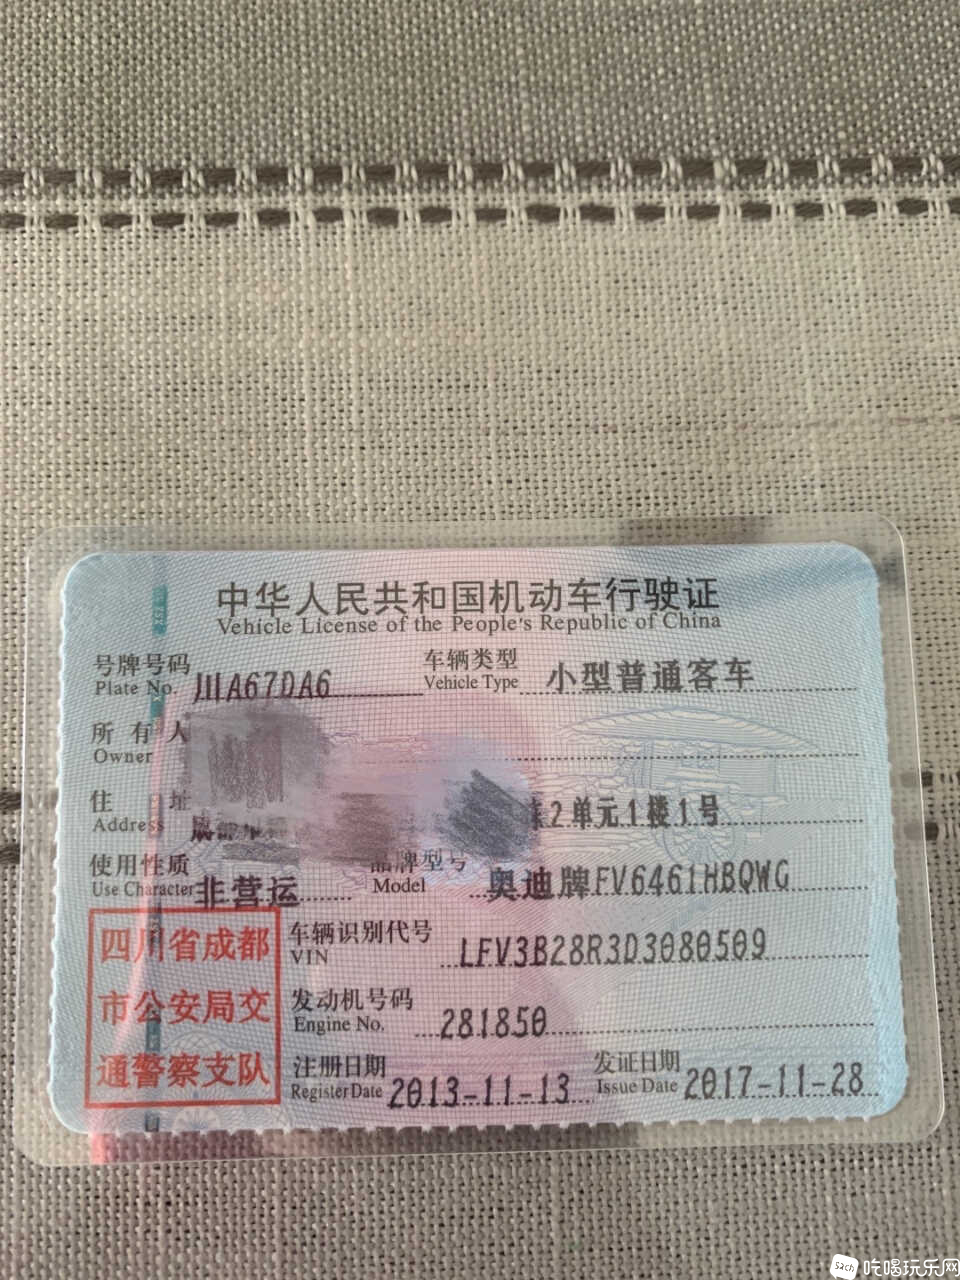 中华人民共和国机动车行驶证
Vehicle License of the People's Republic of China
号牌号码 川A67DA6 车辆类型 小型普通客车
Plate No. Vehicle Type
所有人
Owner
住址 2单元1楼1号
Address
使用性质 非营运 品牌型号 奥迪牌FV6461HBQWG
Use Character Model
四川省成都
市公安局交
通警察支队
车辆识别代号 LFV3B28R3D3080509
VIN
发动机号码 281850
Engine No.
注册日期 2013-11-13 发证日期 2017-11-28
Register Date Issue Date
吃喝玩乐网